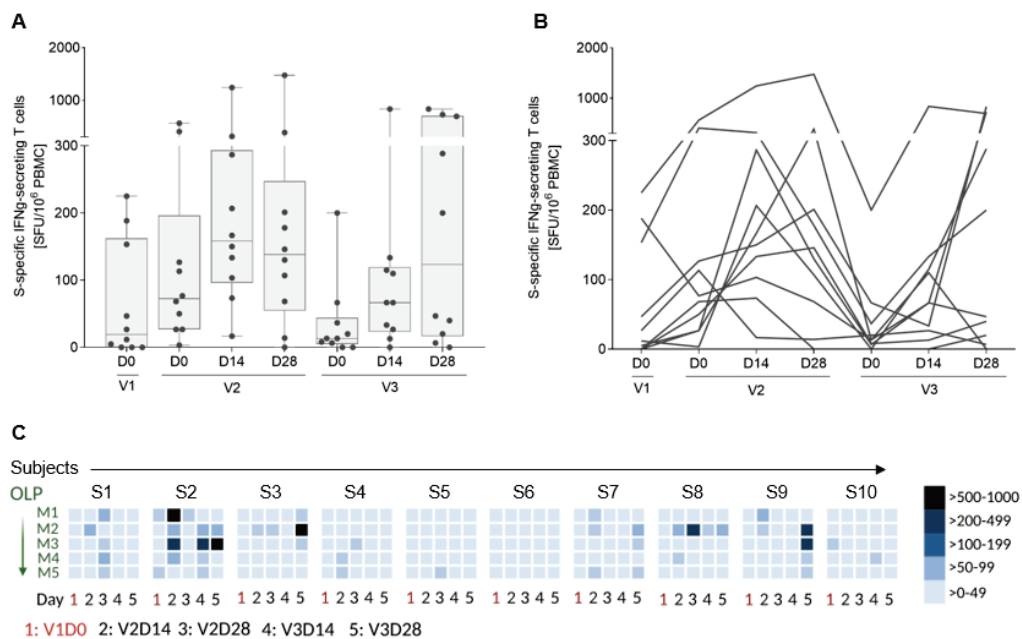 A
B
S-specific IFNg-secreting T cells
[SFU/10⁶ PBMC]
2000
1000
300
200
100
0
D0 D0 D14 D28 D0 D14 D28
V1 V2 V3
S-specific IFNg-secreting T cells
[SFU/10⁶ PBMC]
2000
1000
300
200
100
0
D0 D0 D14 D28 D0 D14 D28
V1 V2 V3
C
Subjects
OLP S1 S2 S3 S4 S5 S6 S7 S8 S9 S10
M1
M2
M3
M4
M5
>500-1000
>200-499
>100-199
>50-99
>0-49
Day 1 2 3 4 5 1 2 3 4 5 1 2 3 4 5 1 2 3 4 5 1 2 3 4 5 1 2 3 4 5 1 2 3 4 5 1 2 3 4 5 1 2 3 4 5 1 2 3 4 5
1: V1D0 2: V2D14 3: V2D28 4: V3D14 5: V3D28